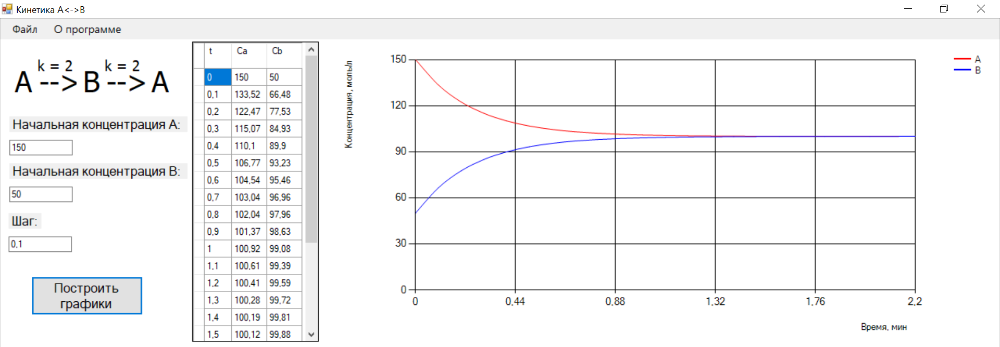 Кинетика A<->B
Файл О программе
k = 2 k = 2
A --> B --> A
Начальная концентрация А:
150
Начальная концентрация В:
50
Шаг:
0,1
Построить
графики
t Ca Cb
0 150 50
0,1 133,52 66,48
0,2 122,47 77,53
0,3 115,07 84,93
0,4 110,1 89,9
0,5 106,77 93,23
0,6 104,54 95,46
0,7 103,04 96,96
0,8 102,04 97,96
0,9 101,37 98,63
1 100,92 99,08
1,1 100,61 99,39
1,2 100,41 99,59
1,3 100,28 99,72
1,4 100,19 99,81
1,5 100,12 99,88
Концентрация, моль/л
150
120
90
60
30
0
0 0,44 0,88 1,32 1,76 2,2
Время, мин
A
B